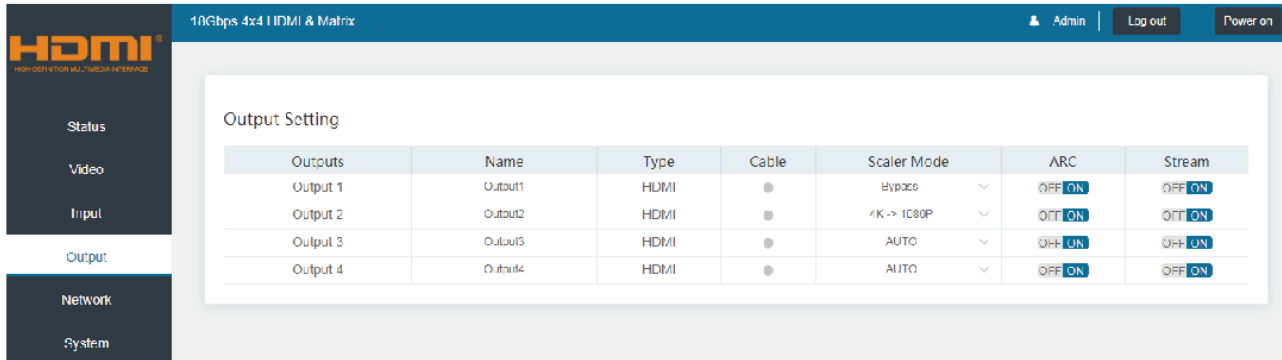 18Gbps 4x4 HDMI & Matrix
Admin
Log out
Power on
HDMI®
HIGH-DEFINITION MULTIMEDIA INTERFACE
Status
Video
Input
Output
Network
System
Output Setting
Outputs Name Type Cable Scaler Mode ARC Stream
Output 1 Output1 HDMI Bypass OFF ON OFF ON
Output 2 Output2 HDMI 4K -> 1080P OFF ON OFF ON
Output 3 Output3 HDMI AUTO OFF ON OFF ON
Output 4 Output4 HDMI AUTO OFF ON OFF ON